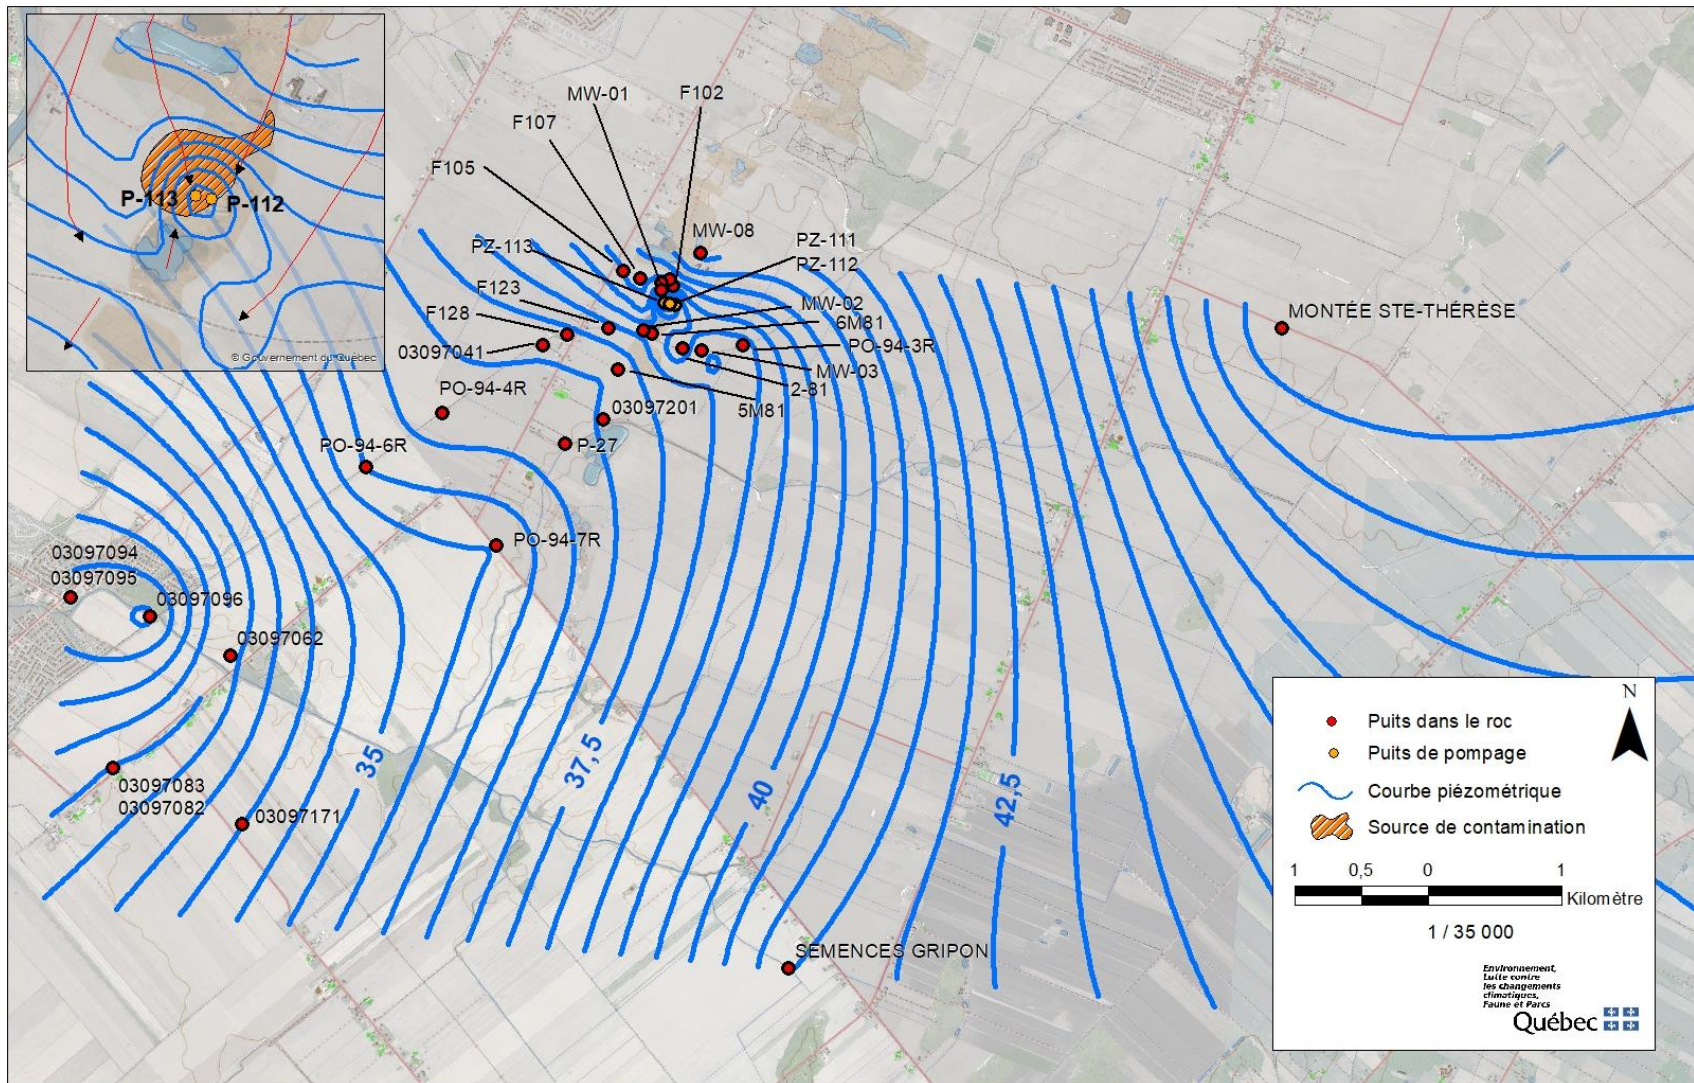 P-113
P-112
© Gouvernement du Québec
MW-01
F102
F107
F105
MW-08
PZ-113
PZ-111
PZ-112
F123
MW-02
F128
6M81
03097041
PO-94-3R
MW-03
2-81
PO-94-4R
5M81
03097201
MONTÉE STE-THÉRÈSE
PO-94-6R
P-27
PO-94-7R
03097094
03097095
03097096
03097062
03097083
03097082
03097171
35
37,5
40
42,5
SEMENCES GRIPON
N
Puits dans le roc
Puits de pompage
Courbe piézométrique
Source de contamination
1 0,5 0 1
Kilomètre
1 / 35 000
Environnement,
Lutte contre
les changements
climatiques,
Faune et Parcs
Québec